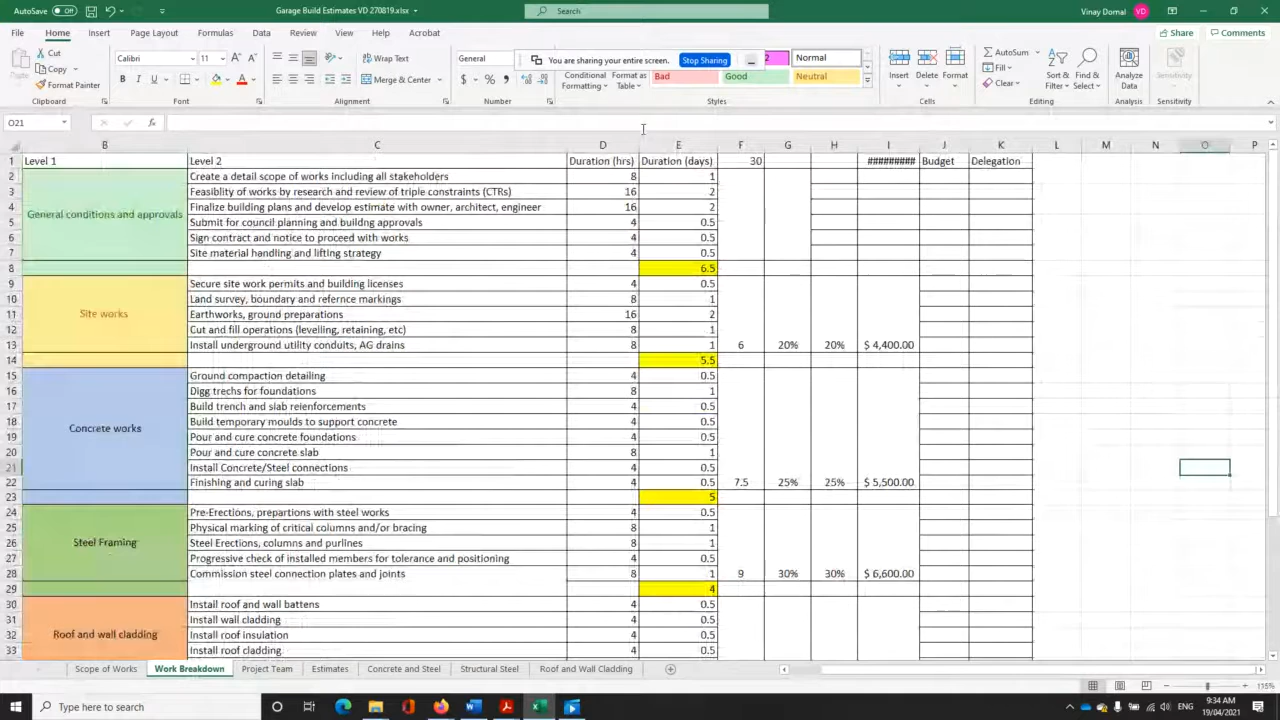 AutoSave Off Garage Build Estimates VD 270819.xlsx Search Vinay Domal VD
File Home Insert Page Layout Formulas Data Review View Help Acrobat Share Comments
Cut Calibri 11 Wrap Text General You are sharing your entire screen. Stop Sharing 2 Normal AutoSum
Copy Fill
Format Painter B I U Merge & Center $ % Conditional Formatting Format as Table Bad Good Neutral Insert Delete Format Clear Sort & Filter Find & Select Analyze Data Sensitivity
Clipboard Font Alignment Number Styles Cells Editing Analysis Sensitivity
O21 fx
B C D E F G H I J K L M N O P
1 Level 1 Level 2 Duration (hrs) Duration (days) 30 ######### Budget Delegation
2 Create a detail scope of works including all stakeholders 8 1
3 Feasiblity of works by research and review of triple constraints (CTRs) 16 2
4 General conditions and approvals Finalize building plans and develop estimate with owner, architect, engineer 16 2
5 Submit for council planning and buildng approvals 4 0.5
6 Sign contract and notice to proceed with works 4 0.5
7 Site material handling and lifting strategy 4 0.5
8 6.5
9 Secure site work permits and building licenses 4 0.5
10 Land survey, boundary and refernce markings 8 1
11 Site works Earthworks, ground preparations 16 2
12 Cut and fill operations (levelling, retaining, etc) 8 1
13 Install underground utility conduits, AG drains 8 1 6 20% 20% $ 4,400.00
14 5.5
15 Ground compaction detailing 4 0.5
16 Digg trechs for foundations 8 1
17 Build trench and slab reienforcements 4 0.5
18 Concrete works Build temporary moulds to support concrete 4 0.5
19 Pour and cure concrete foundations 4 0.5
20 Pour and cure concrete slab 8 1
21 Install Concrete/Steel connections 4 0.5
22 Finishing and curing slab 4 0.5 7.5 25% 25% $ 5,500.00
23 5
24 Pre-Erections, prepartions with steel works 4 0.5
25 Physical marking of critical columns and/or bracing 8 1
26 Steel Framing Steel Erections, columns and purlines 8 1
27 Progressive check of installed members for tolerance and positioning 4 0.5
28 Commission steel connection plates and joints 8 1 9 30% 30% $ 6,600.00
29 4
30 Install roof and wall battens 4 0.5
31 Install wall cladding 4 0.5
32 Roof and wall cladding Install roof insulation 4 0.5
33 Install roof cladding 4 0.5
Scope of Works Work Breakdown Project Team Estimates Concrete and Steel Structural Steel Roof and Wall Cladding
115%
Type here to search ENG 9:34 AM
19/04/2021